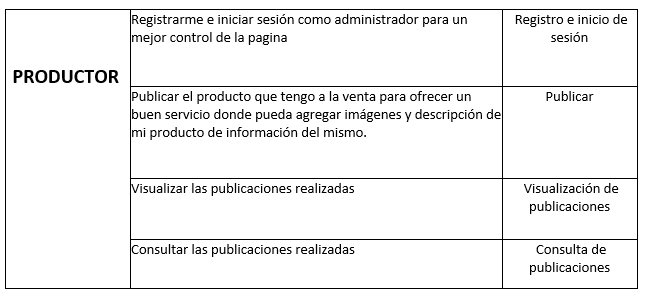 Registrarme e iniciar sesión como administrador para un
mejor control de la pagina
Registro e inicio de
sesión
PRODUCTOR
Publicar el producto que tengo a la venta para ofrecer un
buen servicio donde pueda agregar imágenes y descripción de
mi producto de información del mismo.
Publicar
Visualizar las publicaciones realizadas
Visualización de
publicaciones
Consultar las publicaciones realizadas
Consulta de
publicaciones